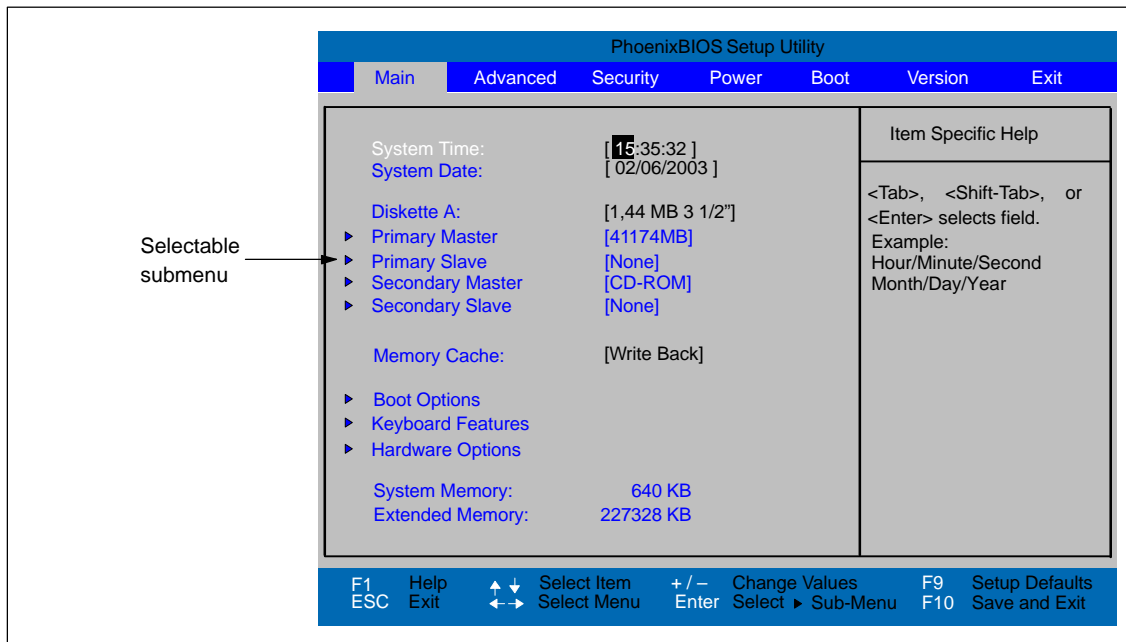 PhoenixBIOS Setup Utility
Main Advanced Security Power Boot Version Exit
System Time: [ 15:35:32 ]
System Date: [ 02/06/2003 ]
Diskette A: [1,44 MB 3 1/2”]
Primary Master [41174MB]
Primary Slave [None]
Secondary Master [CD-ROM]
Secondary Slave [None]
Memory Cache: [Write Back]
Boot Options
Keyboard Features
Hardware Options
System Memory: 640 KB
Extended Memory: 227328 KB
Item Specific Help
<Tab>, <Shift-Tab>, or
<Enter> selects field.
Example:
Hour/Minute/Second
Month/Day/Year
Selectable
submenu
F1 Help Select Item + / – Change Values F9 Setup Defaults
ESC Exit Select Menu Enter Select Sub-Menu F10 Save and Exit